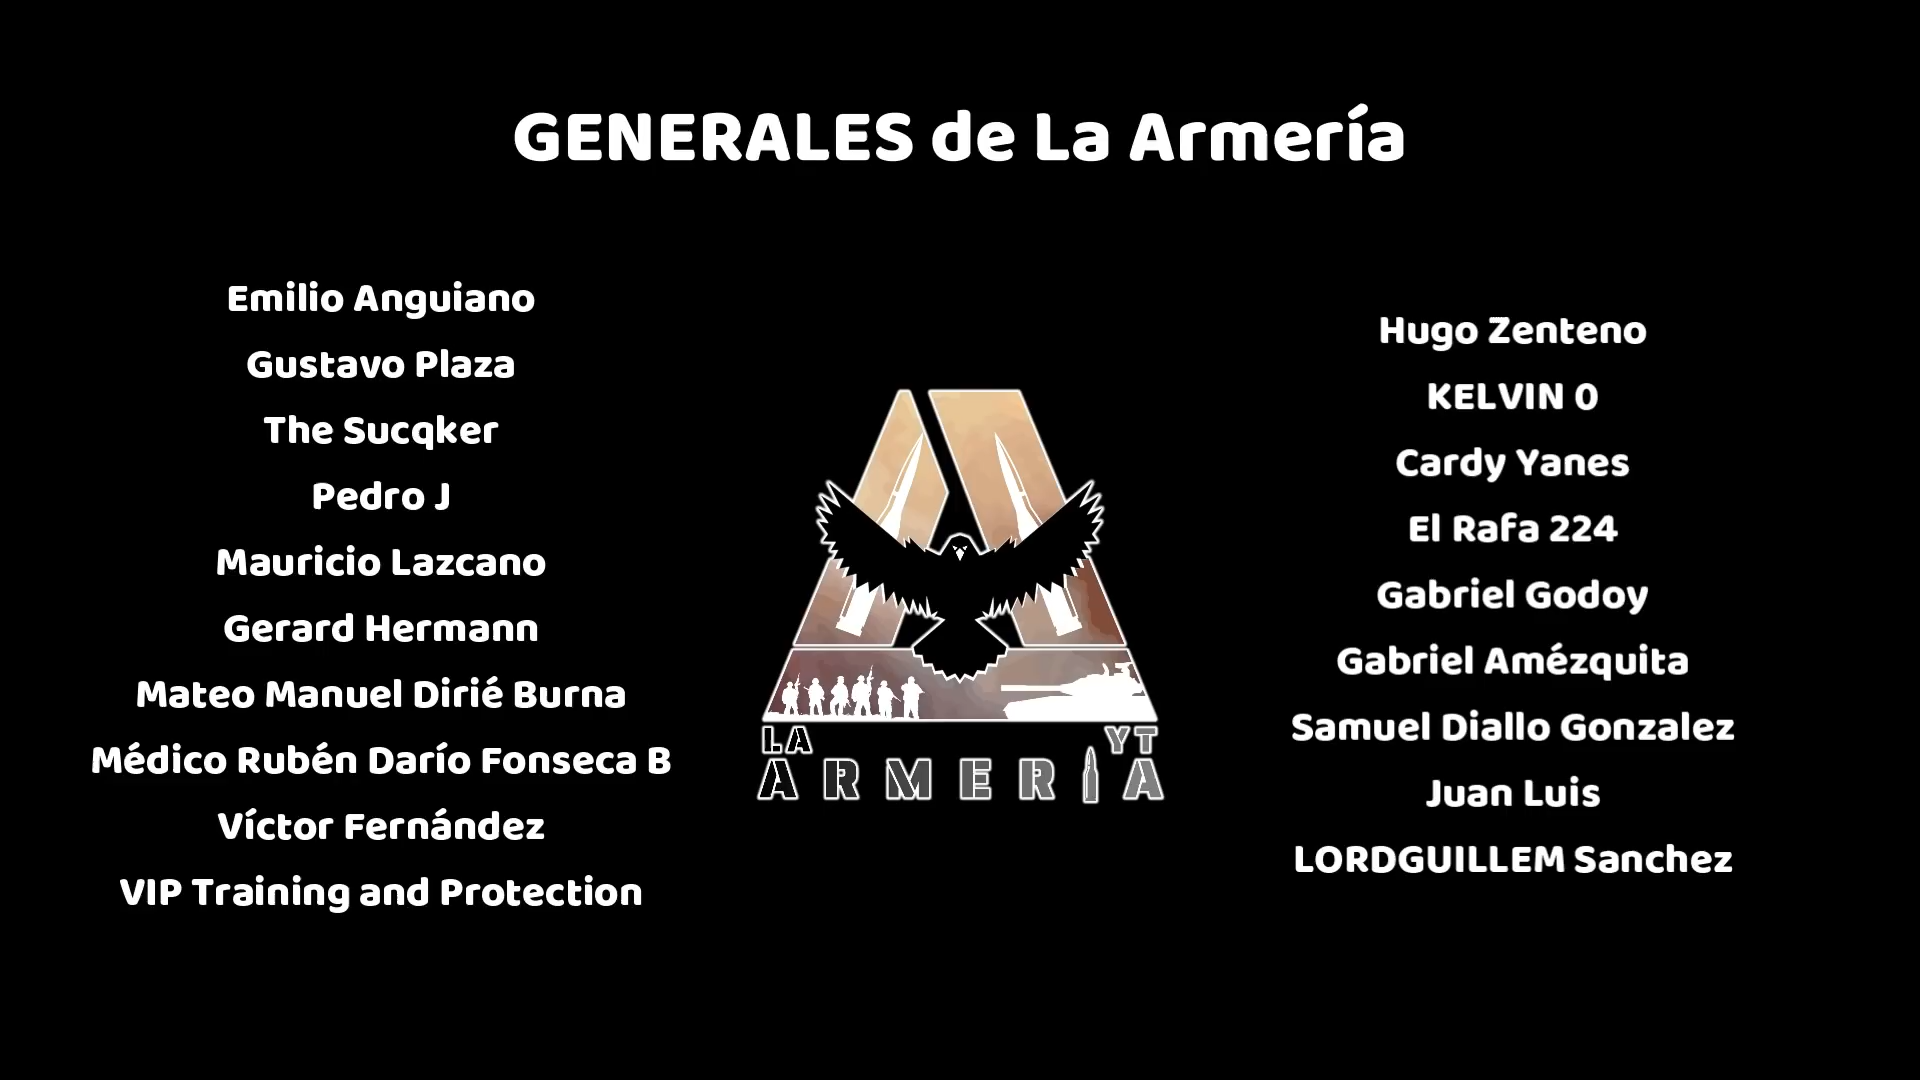 GENERALES de La Armería
Emilio Anguiano
Gustavo Plaza
The Sucqker
Pedro J
Mauricio Lazcano
Gerard Hermann
Mateo Manuel Dirié Burna
Médico Rubén Darío Fonseca B
Víctor Fernández
VIP Training and Protection
LA YT
ARMERÍA
Hugo Zenteno
KELVIN 0
Cardy Yanes
El Rafa 224
Gabriel Godoy
Gabriel Amézquita
Samuel Diallo Gonzalez
Juan Luis
LORDGUILLEM Sanchez